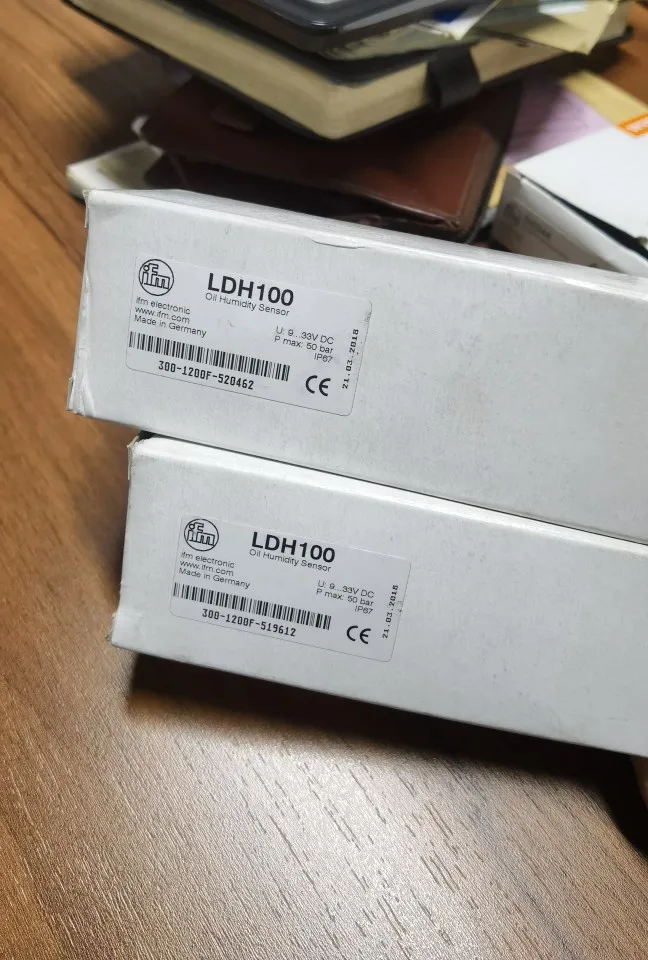 ifm
LDH100
Oil Humidity Sensor
ifm electronic
www.ifm.com
Made in Germany
U: 9...33V DC
P max: 50 bar
IP67
300-1200F-520462
CE
21.03.2018
ifm
LDH100
Oil Humidity Sensor
ifm electronic
www.ifm.com
Made in Germany
U: 9...33V DC
P max: 50 bar
IP67
300-1200F-519612
CE
21.03.2018